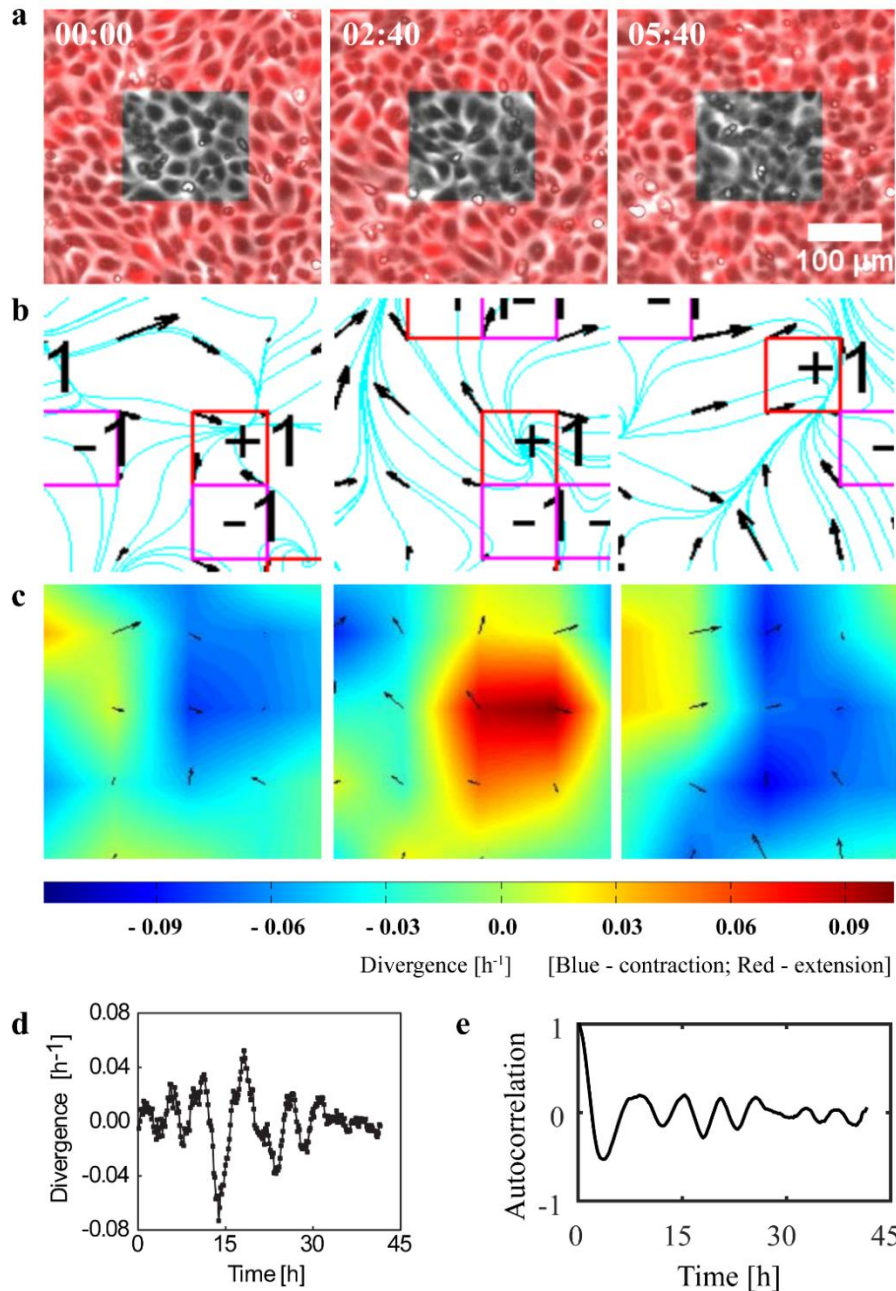 a
00:00 02:40 05:40
100 µm
b
+1 -1
1 + 1 + 1 -1
-1
-1 -1 -
c
- 0.09 - 0.06 - 0.03 0.0 0.03 0.06 0.09
Divergence [h-1] [Blue - contraction; Red - extension]
d
0.08
0.04
0.00
-0.04
-0.08
Divergence [h-1]
0 15 30 45
Time [h]
e
1
0
-1
Autocorrelation
0 15 30 45
Time [h]